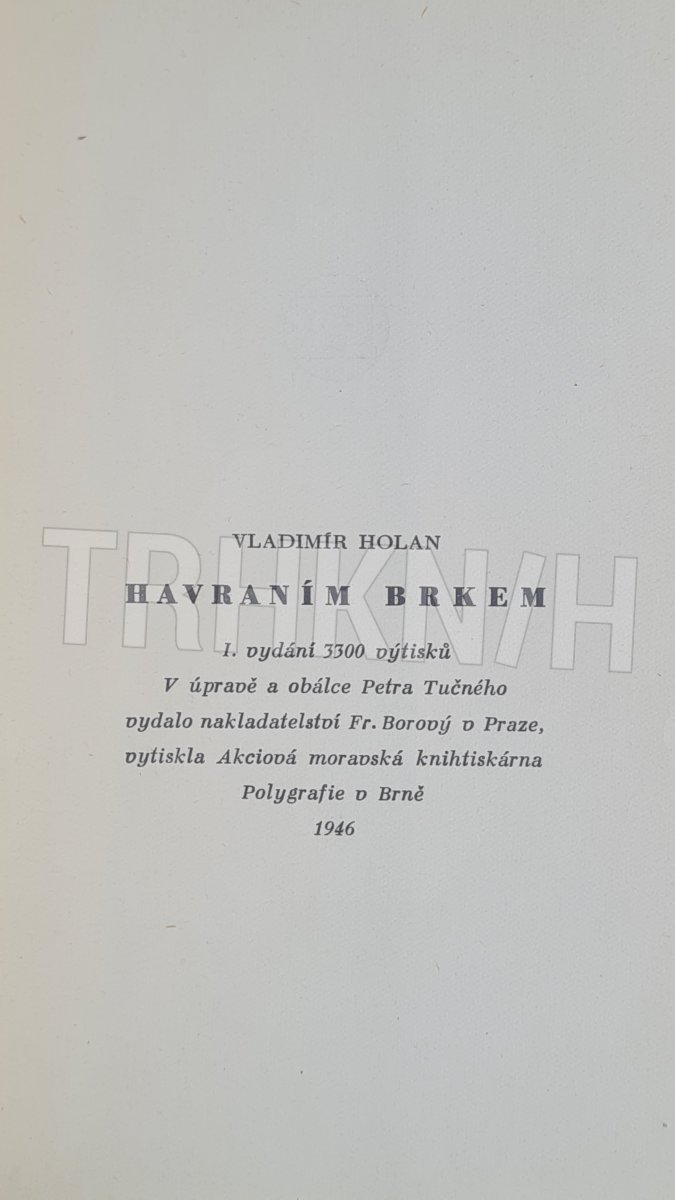 VLADIMÍR HOLAN
HAVRANÍM BRKEM
TRHKNIH
I. vydání 3300 výtisků
V úpravě a obálce Petra Tučného
vydalo nakladatelství Fr. Borový v Praze,
vytiskla Akciová moravská knihtiskárna
Polygrafie v Brně
1946